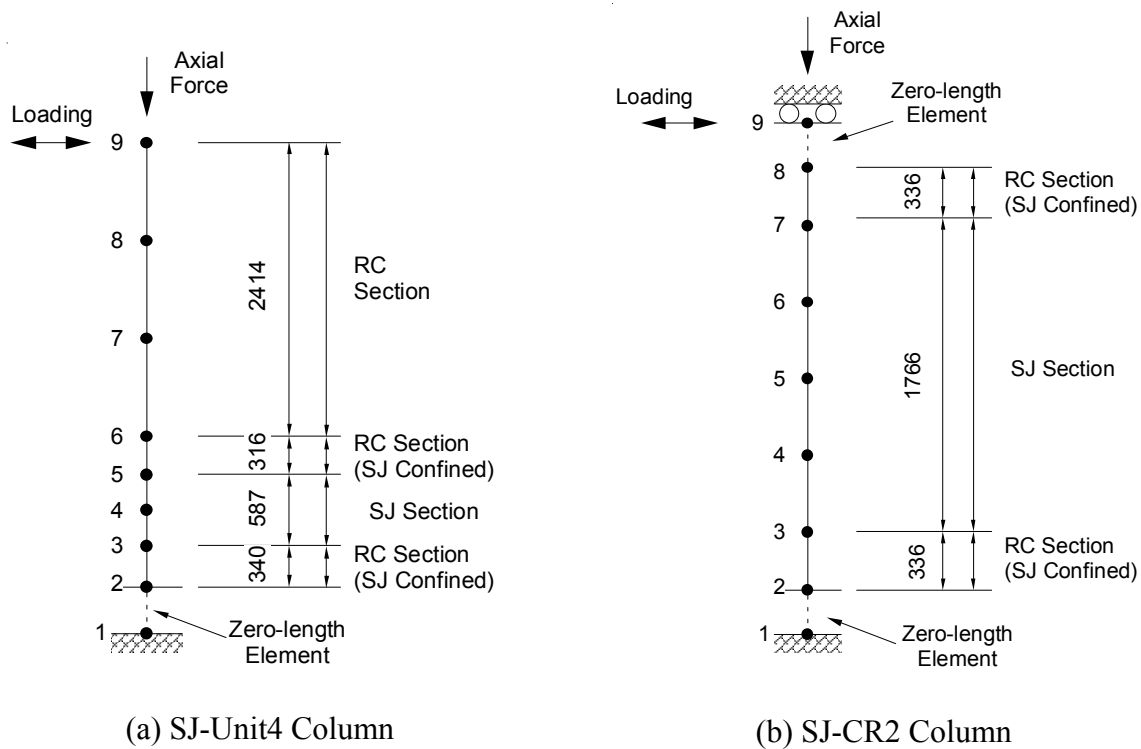 Axial
Force
Loading
9
8
7
6
5
4
3
2
1
2414
316
587
340
RC
Section
RC Section
(SJ Confined)
SJ Section
RC Section
(SJ Confined)
Zero-length
Element
(a) SJ-Unit4 Column
Axial
Force
Loading
Zero-length
Element
9
8
7
6
5
4
3
2
1
336
1766
336
RC Section
(SJ Confined)
SJ Section
RC Section
(SJ Confined)
Zero-length
Element
(b) SJ-CR2 Column